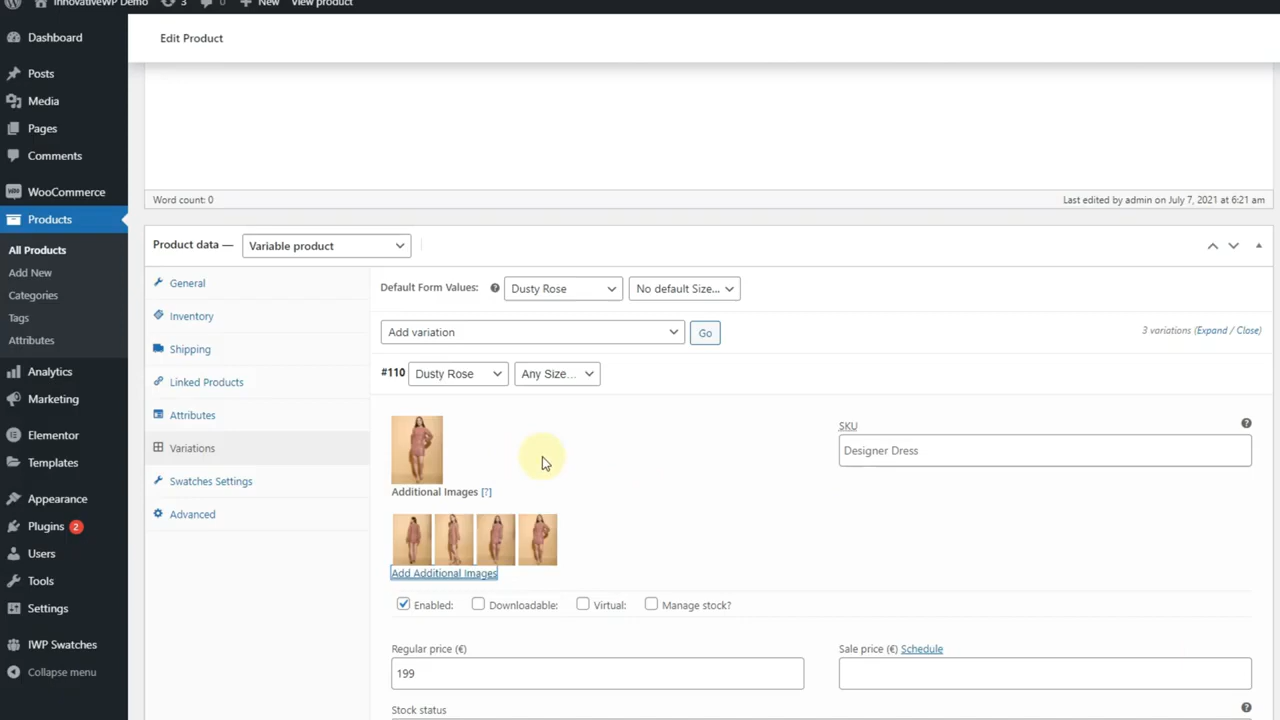 InnovativeWP Demo 3 0 New View product
Dashboard
Posts
Media
Pages
Comments
WooCommerce
Products
All Products
Add New
Categories
Tags
Attributes
Analytics
Marketing
Elementor
Templates
Appearance
Plugins 2
Users
Tools
Settings
IWP Swatches
Collapse menu
Edit Product
Word count: 0
Last edited by admin on July 7, 2021 at 6:21 am
Product data — Variable product
General
Inventory
Shipping
Linked Products
Attributes
Variations
Swatches Settings
Advanced
Default Form Values: ? Dusty Rose No default Size...
Add variation Go
3 variations (Expand / Close)
#110 Dusty Rose Any Size...
SKU ?
Designer Dress
Additional Images [?]
Add Additional Images
Enabled: Downloadable: Virtual: Manage stock?
Regular price (€)
199
Sale price (€) Schedule
Stock status ?